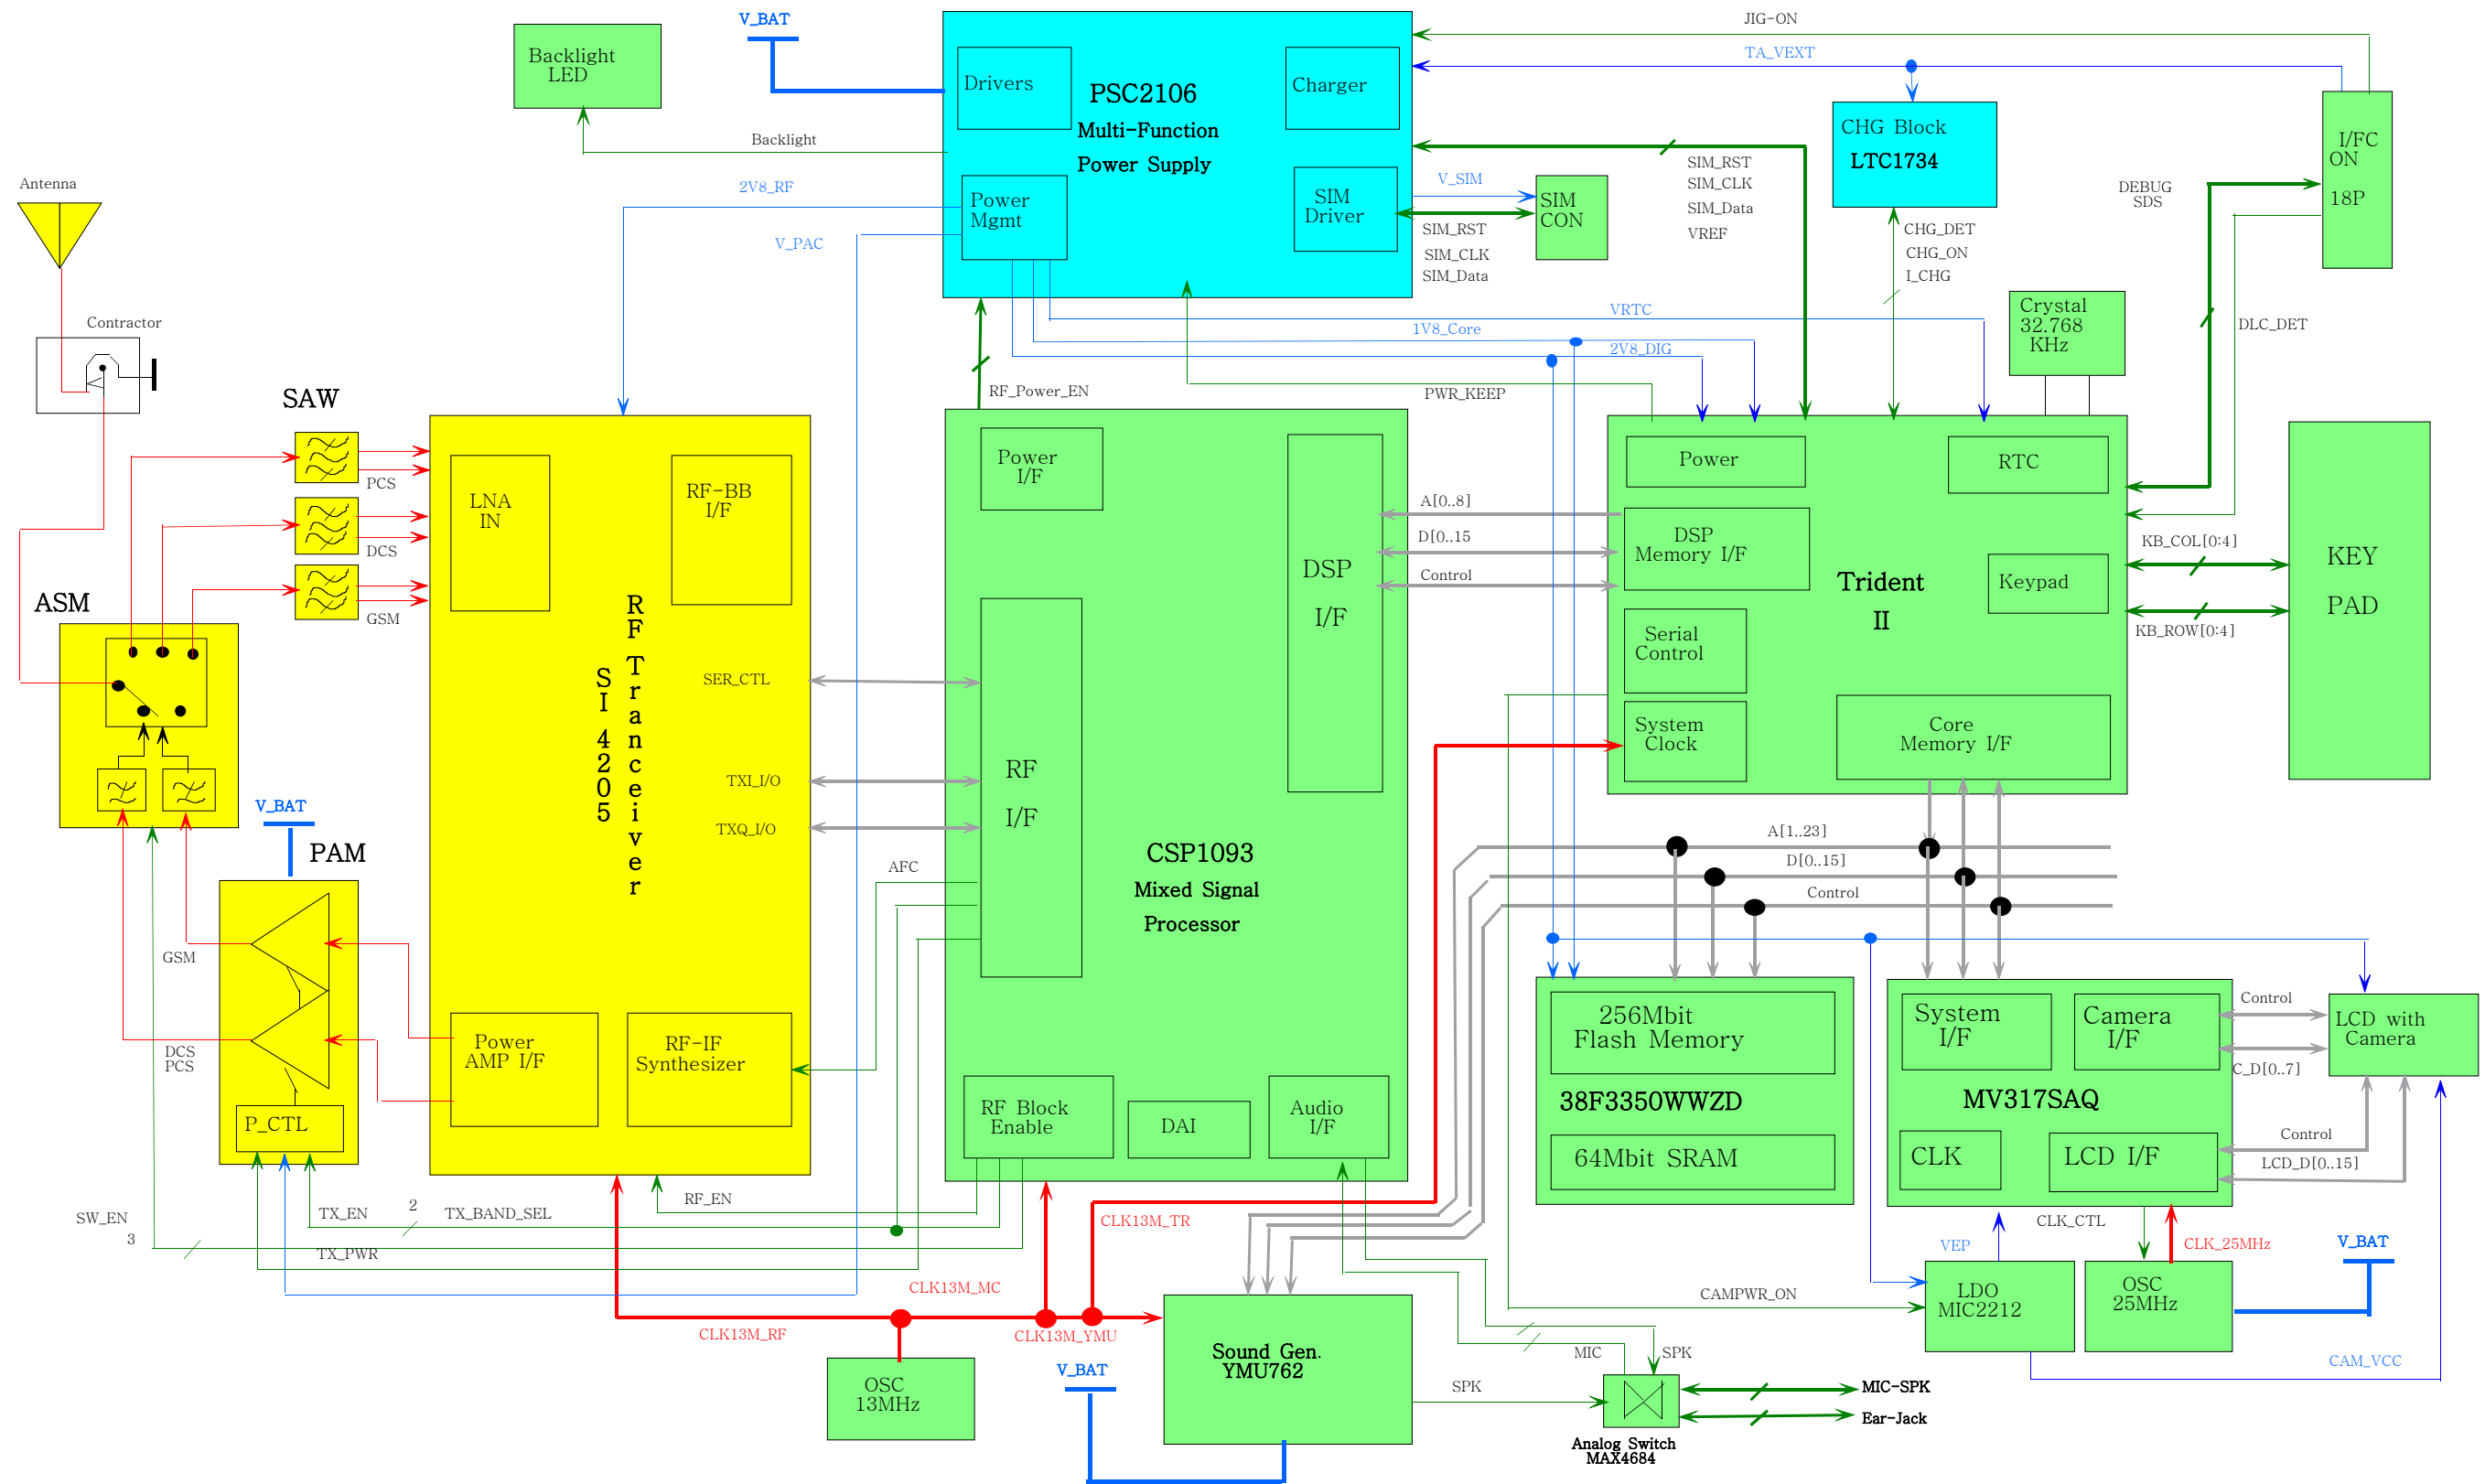 V_BAT
JIG-ON
TA_VEXT
Backlight
LED
Drivers
PSC2106
Multi-Function
Power Supply
Charger
CHG Block
LTC1734
I/FC
ON
18P
Backlight
Antenna
2V8_RF
V_PAC
Power
Mgmt
SIM
Driver
V_SIM
SIM
CON
SIM_RST
SIM_CLK
SIM_Data
VREF
SIM_RST
SIM_CLK
SIM_Data
CHG_DET
CHG_ON
I_CHG
DEBUG
SDS
Crystal
32.768
KHz
DLC_DET
VRTC
1V8_Core
2V8_DIG
Contractor
RF_Power_EN
PWR_KEEP
SAW
PCS
DCS
GSM
ASM
LNA
IN
RF-BB
I/F
RF Tranceiver
SI 4205
SER_CTL
TXI_I/O
TXQ_I/O
AFC
Power
I/F
DSP
I/F
RF
I/F
CSP1093
Mixed Signal
Processor
A[0..8]
D[0..15
Control
Power
RTC
DSP
Memory I/F
Trident
II
Keypad
Serial
Control
System
Clock
Core
Memory I/F
KB_COL[0:4]
KB_ROW[0:4]
KEY
PAD
V_BAT
PAM
GSM
DCS
PCS
P_CTL
Power
AMP I/F
RF-IF
Synthesizer
RF Block
Enable
DAI
Audio
I/F
A[1..23]
D[0..15]
Control
256Mbit
Flash Memory
38F3350WWZD
64Mbit SRAM
System
I/F
Camera
I/F
MV317SAQ
CLK
LCD I/F
Control
C_D[0..7]
LCD with
Camera
Control
LCD_D[0..15]
SW_EN
3
TX_EN
2
TX_BAND_SEL
TX_PWR
RF_EN
CLK13M_TR
CLK13M_MC
CLK13M_RF
CLK13M_YMU
OSC
13MHz
V_BAT
Sound Gen.
YMU762
SPK
MIC
SPK
MIC-SPK
Ear-Jack
Analog Switch
MAX4684
CAMPWR_ON
VEP
CLK_CTL
CLK_25MHz
V_BAT
LDO
MIC2212
OSC
25MHz
CAM_VCC